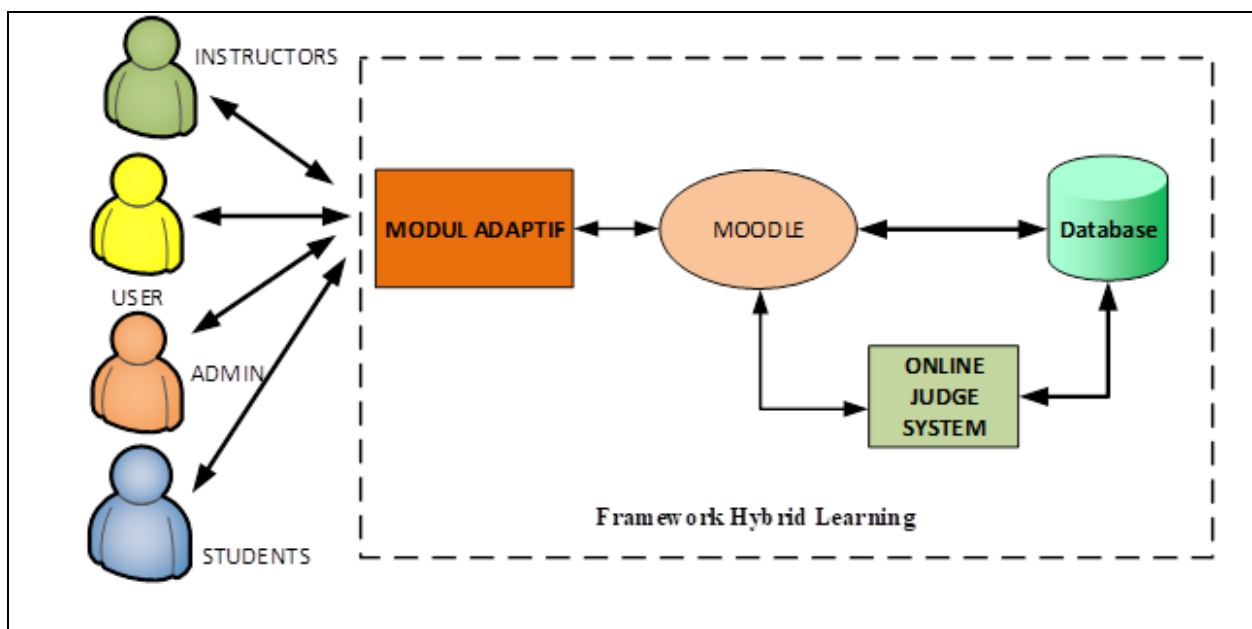 INSTRUCTORS
USER
ADMIN
STUDENTS
MODUL ADAPTIF
MOODLE
Database
ONLINE
JUDGE
SYSTEM
Framework Hybrid Learning